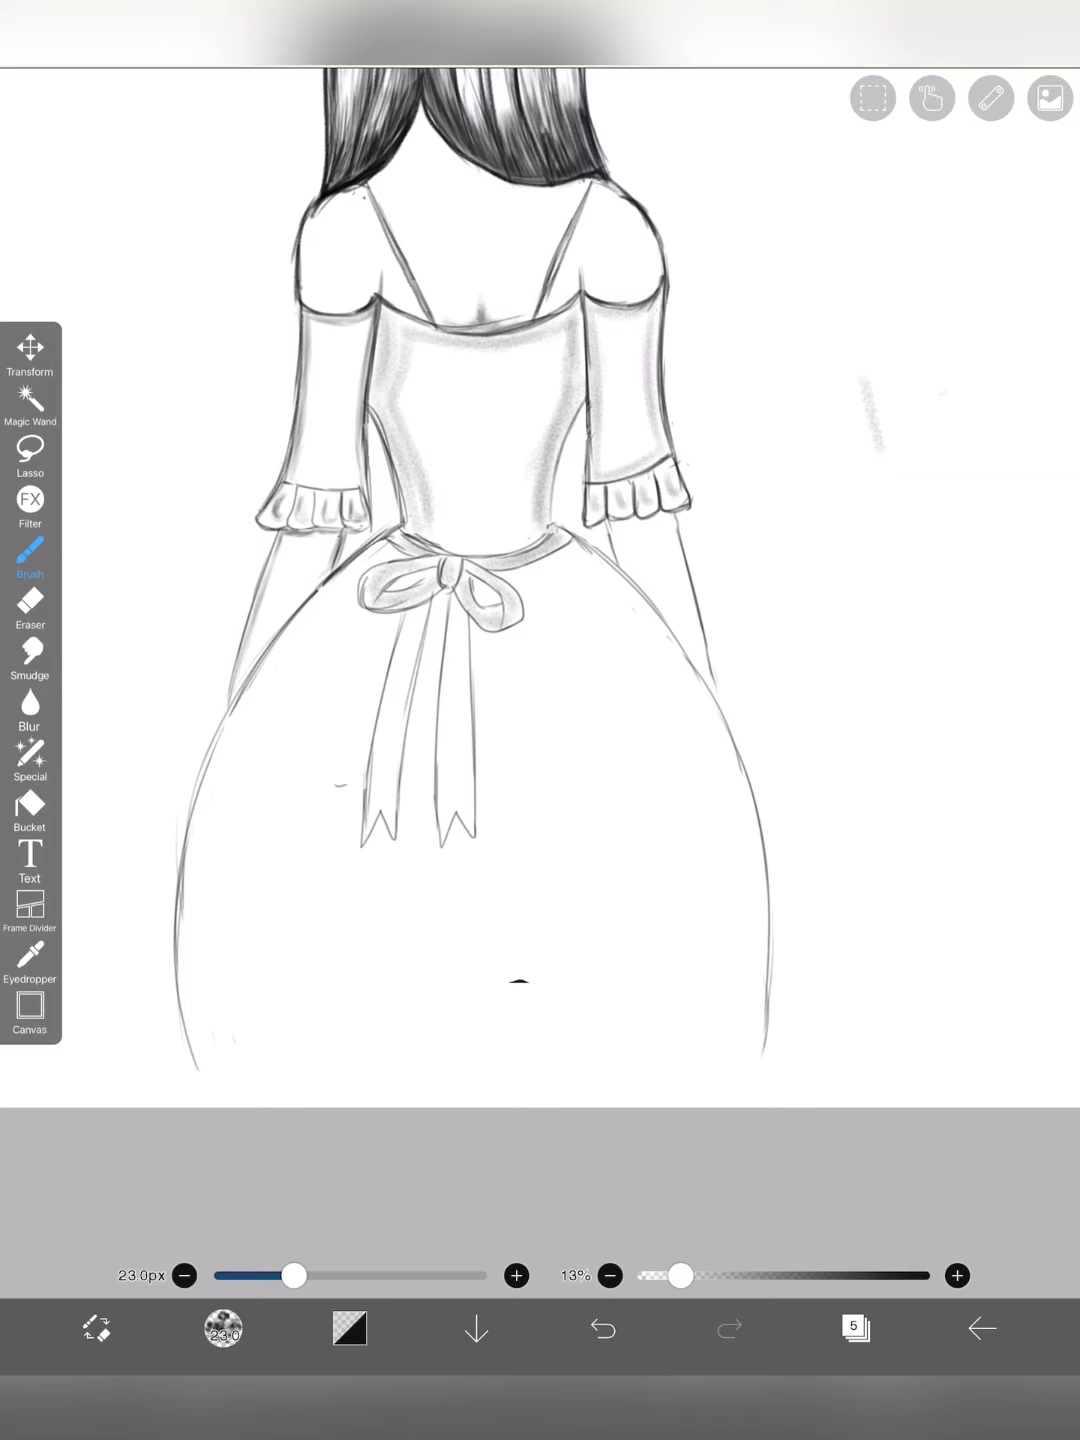 Transform
Magic Wand
Lasso
FX
Filter
Brush
Eraser
Smudge
Blur
Special
Bucket
T
Text
Frame Divider
Eyedropper
Canvas
23.0px
13%
23.0
5